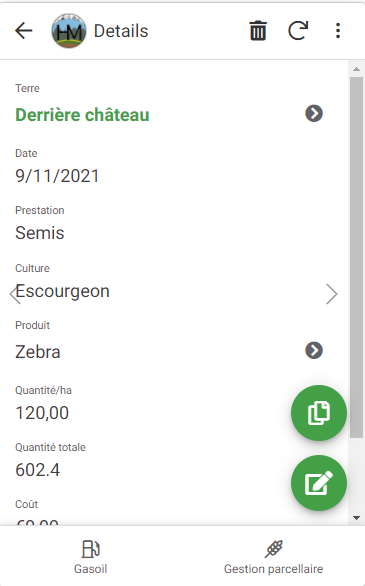 HM
Details
Terre
Derrière château
Date
9/11/2021
Prestation
Semis
Culture
Escourgeon
Produit
Zebra
Quantité/ha
120,00
Quantité totale
602.4
Coût
Gasoil
Gestion parcellaire